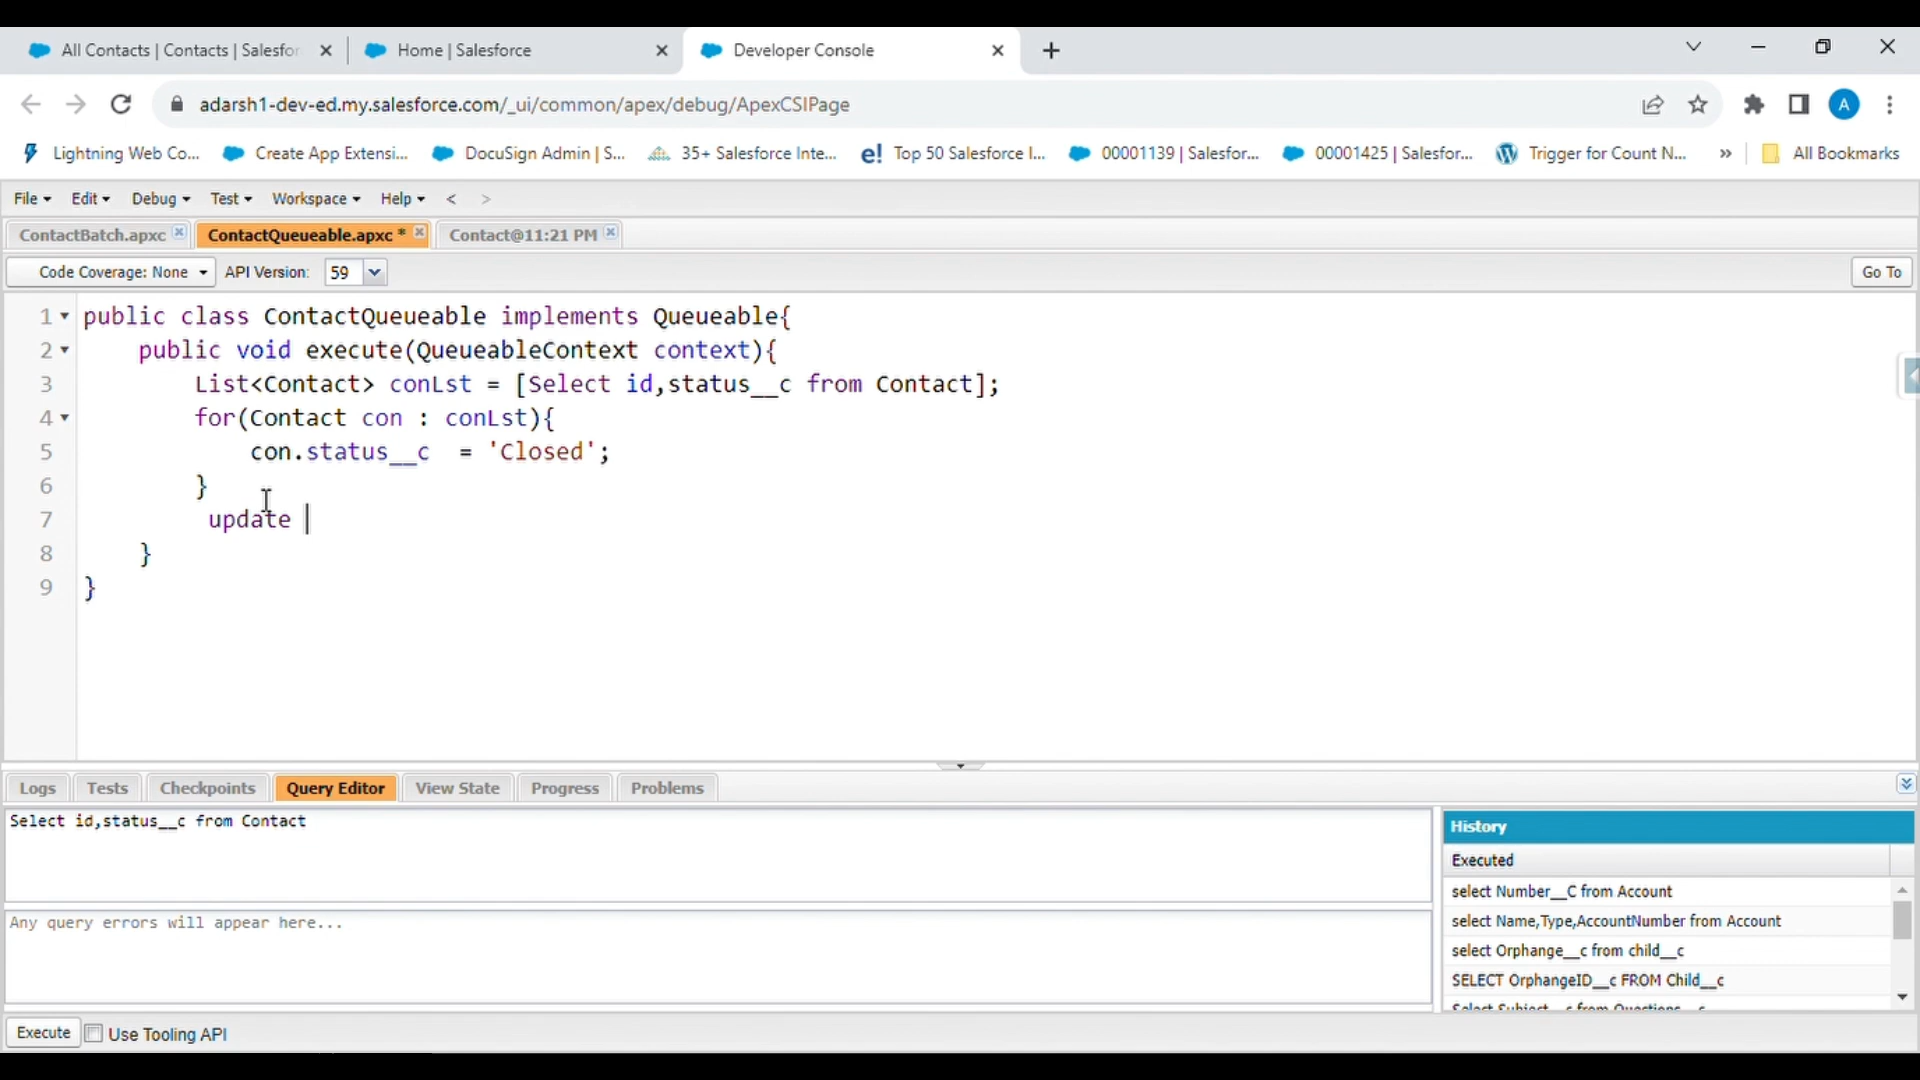 All Contacts | Contacts | Salesfor
Home | Salesforce
Developer Console
adarsh1-dev-ed.my.salesforce.com/_ui/common/apex/debug/ApexCSIPage
A
Lightning Web Co...
Create App Extensi...
DocuSign Admin | S...
35+ Salesforce Inte...
e! Top 50 Salesforce I...
00001139 | Salesfor...
00001425 | Salesfor...
Trigger for Count N...
»
All Bookmarks
File Edit Debug Test Workspace Help < >
ContactBatch.apxc
ContactQueueable.apxc *
Contact@11:21 PM
Code Coverage: None API Version: 59 Go To
1 public class ContactQueueable implements Queueable{
2 public void execute(QueueableContext context){
3 List<Contact> conLst = [Select id,status__c from Contact];
4 for(Contact con : conLst){
5 con.status__c = 'Closed';
6 }
7 update
8 }
9 }
Logs Tests Checkpoints Query Editor View State Progress Problems
Select id,status__c from Contact
Any query errors will appear here...
History
Executed
select Number__C from Account
select Name,Type,AccountNumber from Account
select Orphange__c from child__c
SELECT OrphangeID__c FROM Child__c
Select Subject__c from Questions__c
Execute Use Tooling API